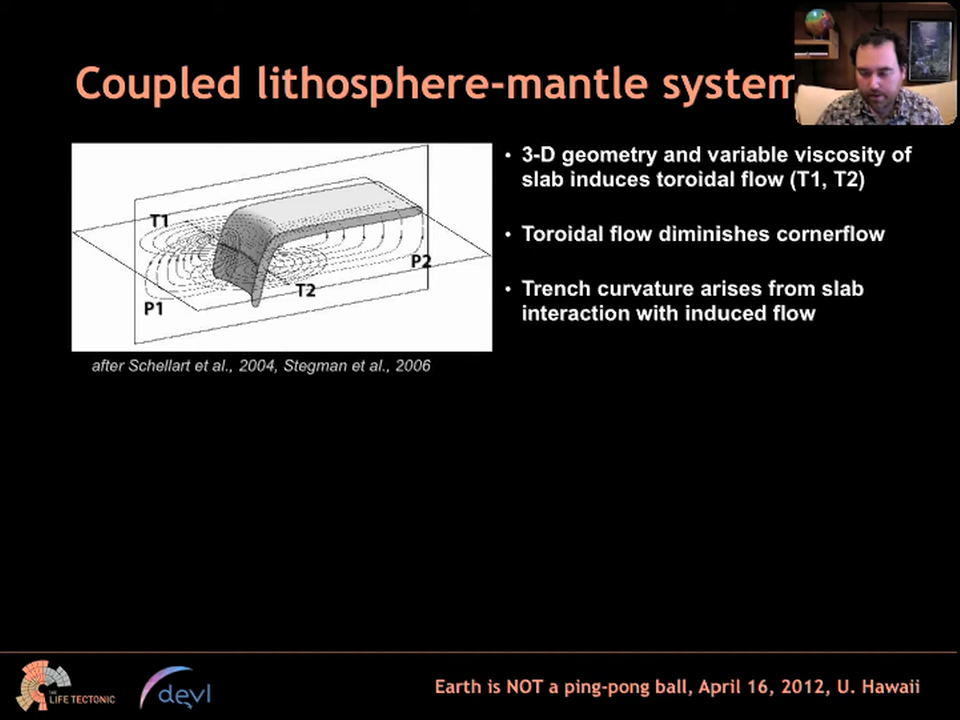 Coupled lithosphere-mantle system
T1
T2
P1
P2
after Schellart et al., 2004, Stegman et al., 2006
• 3-D geometry and variable viscosity of
slab induces toroidal flow (T1, T2)
• Toroidal flow diminishes cornerflow
• Trench curvature arises from slab
interaction with induced flow
THE
LIFE TECTONIC
devl
Earth is NOT a ping-pong ball, April 16, 2012, U. Hawaii